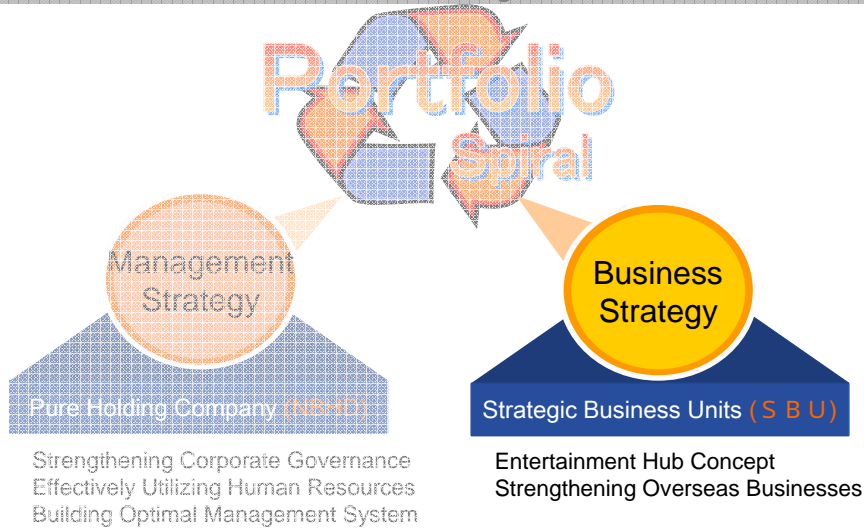 Portfolio
Spiral
Management
Strategy
Business
Strategy
Pure Holding Company (NBHD)
Strategic Business Units (SBU)
Strengthening Corporate Governance
Effectively Utilizing Human Resources
Building Optimal Management System
Entertainment Hub Concept
Strengthening Overseas Businesses